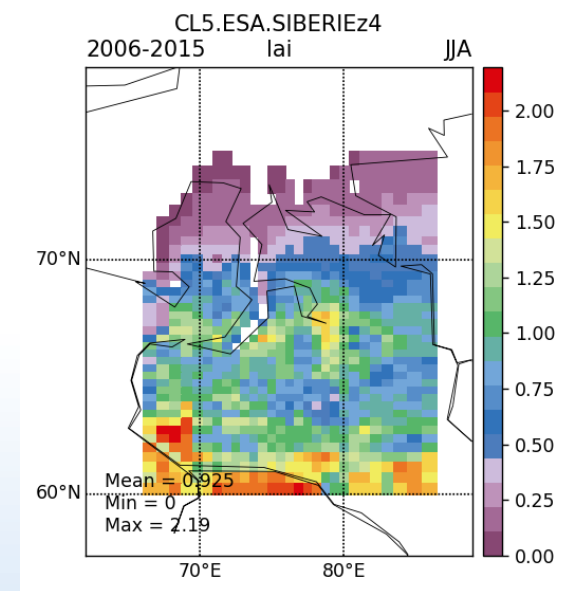 CL5.ESA.SIBERIEz4
2006-2015 lai JJA
2.00
1.75
1.50
70°N
1.25
1.00
0.75
0.50
Mean = 0.925
60°N
Min = 0
0.25
Max = 2.19
0.00
70°E 80°E